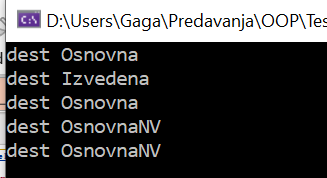 D:\Users\Gaga\Predavanja\OOP\Tes
dest Osnovna
dest Izvedena
dest Osnovna
dest OsnovnaNV
dest OsnovnaNV